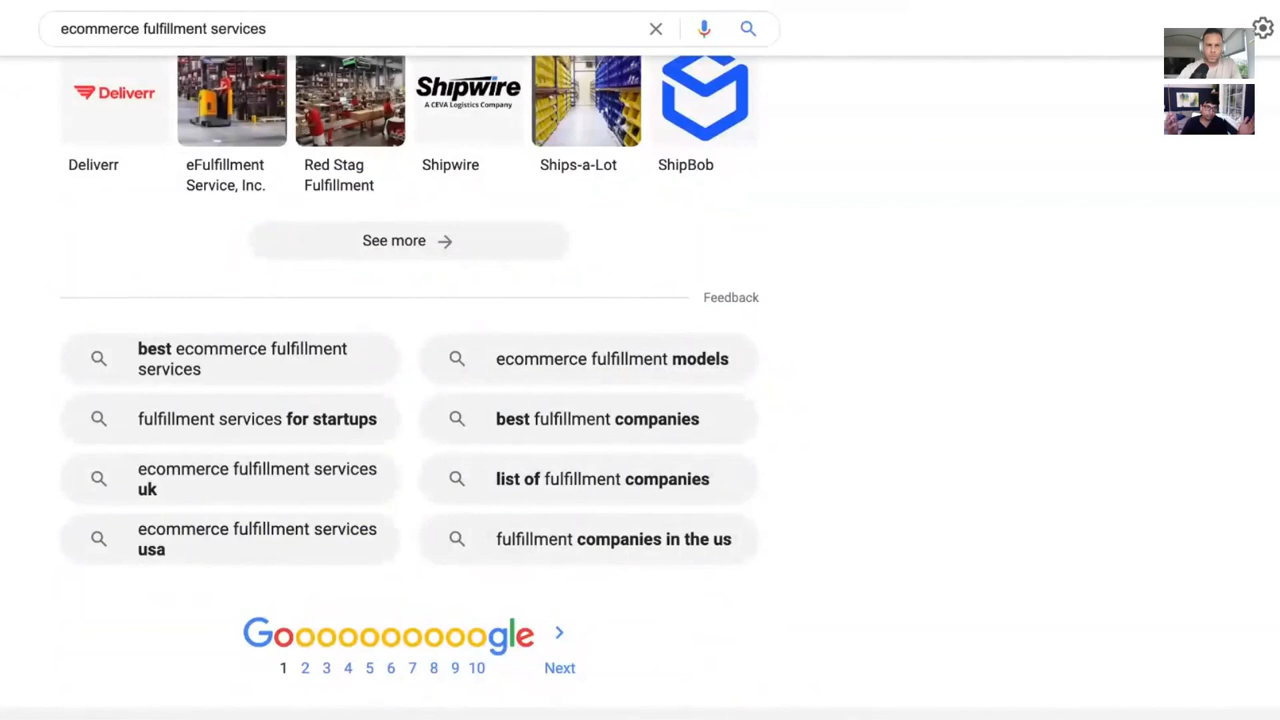 ecommerce fulfillment services
Deliverr
Shipwire
A CEVA Logistics Company
Deliverr
eFulfillment
Service, Inc.
Red Stag
Fulfillment
Shipwire
Ships-a-Lot
ShipBob
See more
Feedback
best ecommerce fulfillment
services
ecommerce fulfillment models
fulfillment services for startups
best fulfillment companies
ecommerce fulfillment services
uk
list of fulfillment companies
ecommerce fulfillment services
usa
fulfillment companies in the us
Goooooooooogle
1 2 3 4 5 6 7 8 9 10 Next